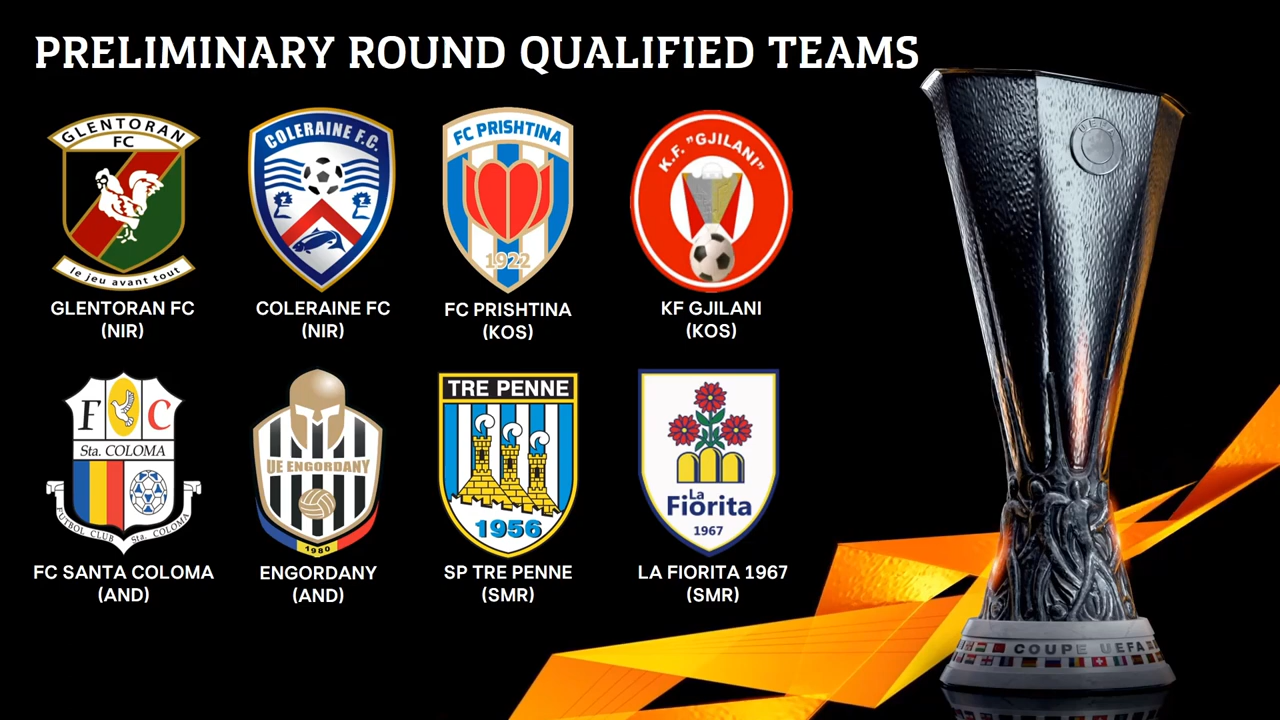 PRELIMINARY ROUND QUALIFIED TEAMS
GLENTORAN
FC
le jeu avant tout
GLENTORAN FC
(NIR)
COLERAINE F.C.
COLERAINE FC
(NIR)
FC PRISHTINA
1922
FC PRISHTINA
(KOS)
K.F. "GJILANI"
KF GJILANI
(KOS)
F C
Sta. COLOMA
FUTBOL CLUB Sta. COLOMA
FC SANTA COLOMA
(AND)
UE ENGORDANY
1980
ENGORDANY
(AND)
TRE PENNE
1956
SP TRE PENNE
(SMR)
La
Fiorita
1967
LA FIORITA 1967
(SMR)
UEFA
COUPE UEFA